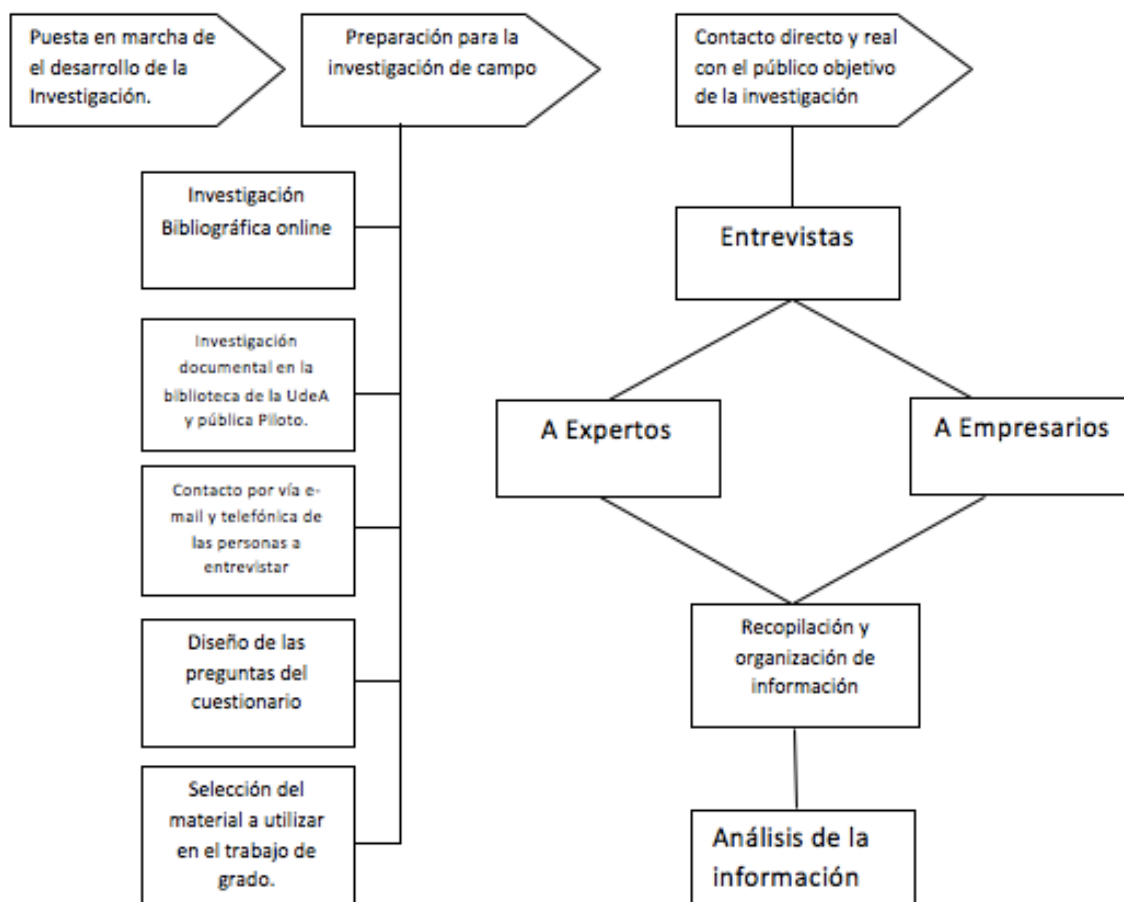 Puesta en marcha de
el desarrollo de la
Investigación.
Preparación para la
investigación de campo
Contacto directo y real
con el público objetivo
de la investigación
Investigación
Bibliográfica online
Investigación
documental en la
biblioteca de la UdeA
y pública Piloto.
Contacto por vía e-
mail y telefónica de
las personas a
entrevistar
Diseño de las
preguntas del
cuestionario
Selección del
material a utilizar
en el trabajo de
grado.
Entrevistas
A Expertos
A Empresarios
Recopilación y
organización de
información
Análisis de la
información